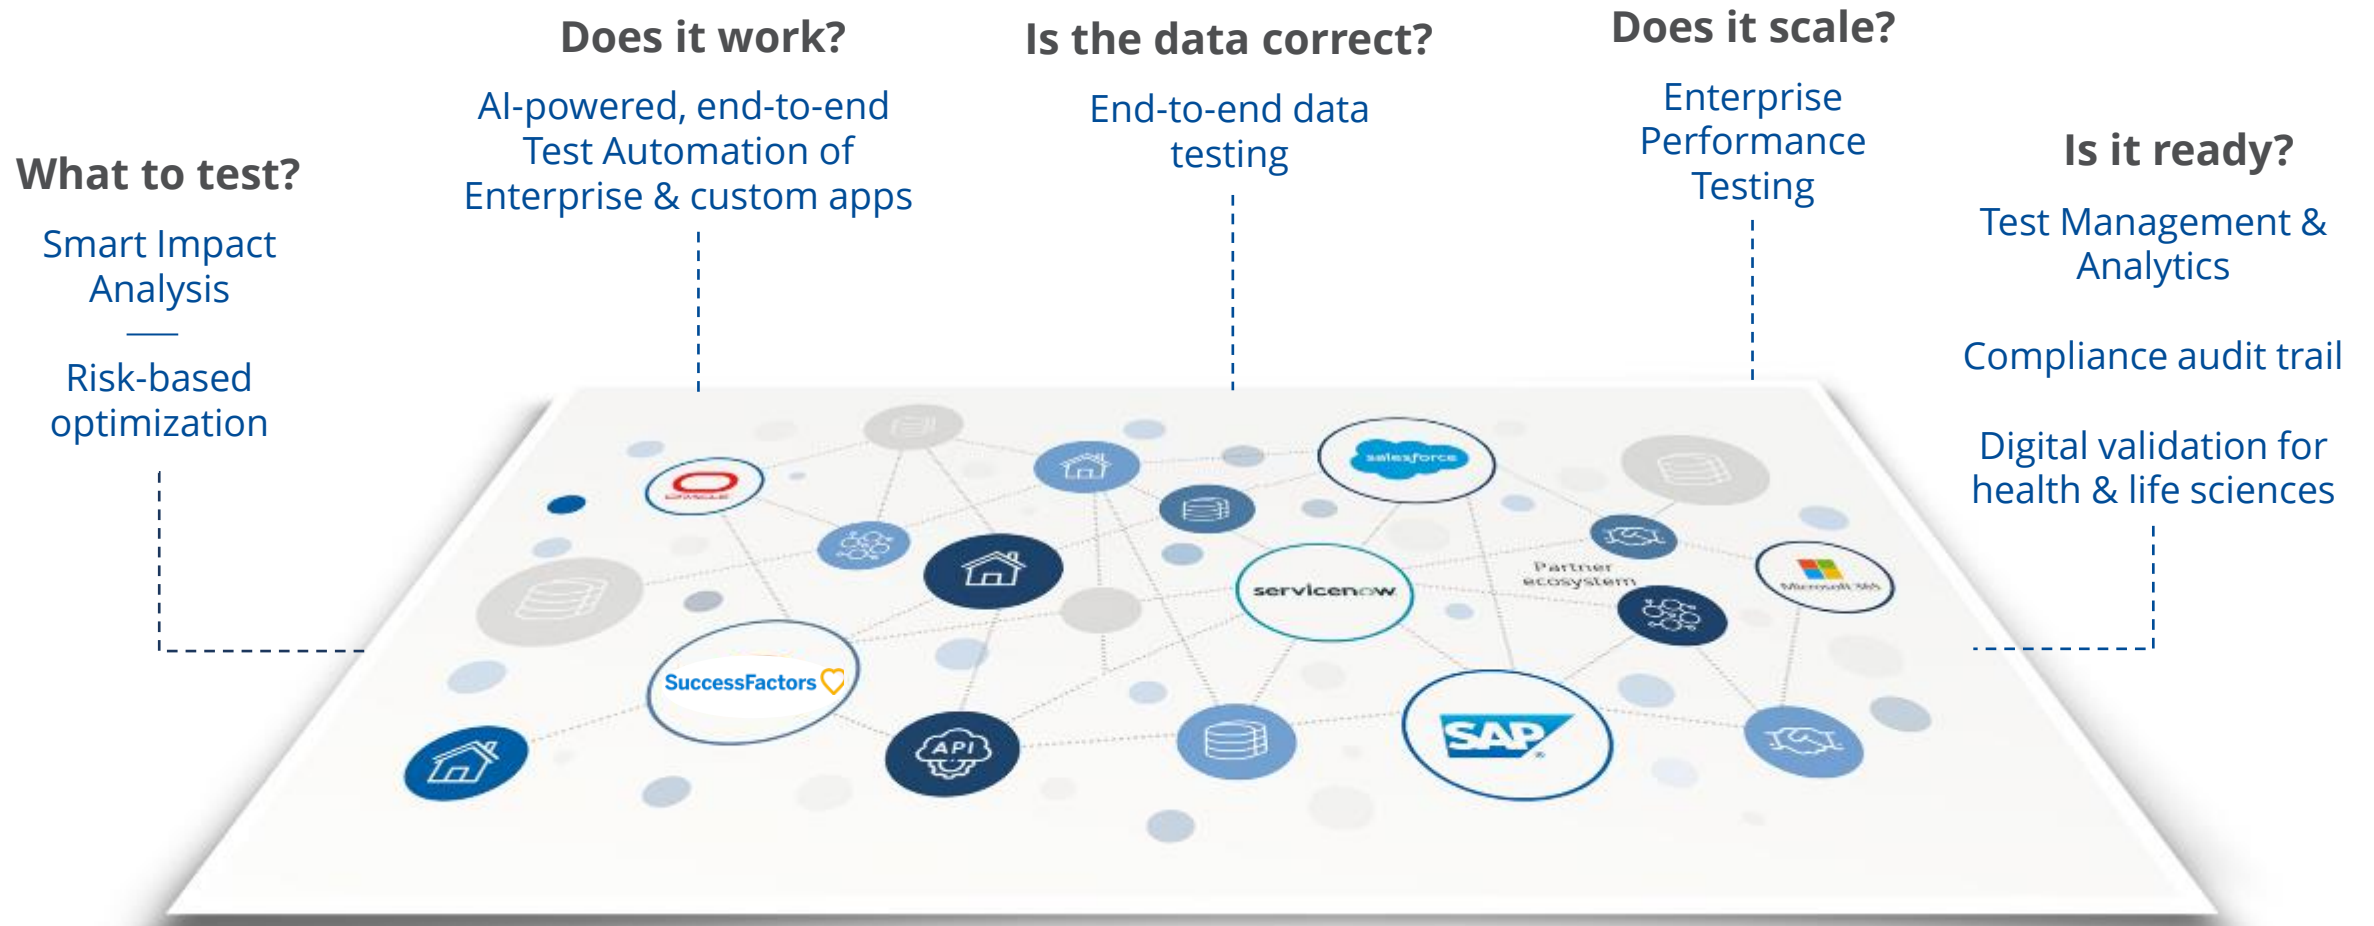 What to test?
Smart Impact
Analysis
Risk-based
optimization
Does it work?
AI-powered, end-to-end
Test Automation of
Enterprise & custom apps
Is the data correct?
End-to-end data
testing
Does it scale?
Enterprise
Performance
Testing
Is it ready?
Test Management &
Analytics
Compliance audit trail
Digital validation for
health & life sciences
ORACLE
salesforce
servicenow
Partner
ecosystem
Microsoft 365
SuccessFactors
API
SAP®